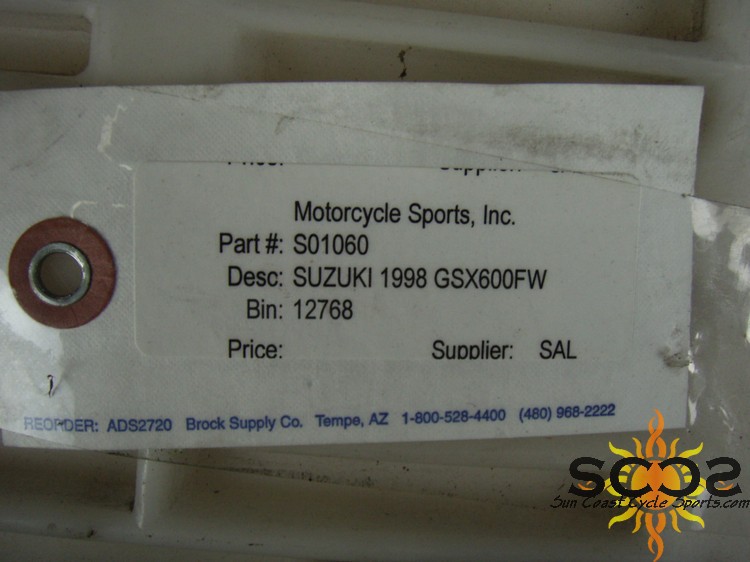 Motorcycle Sports, Inc.
Part #: S01060
Desc: SUZUKI 1998 GSX600FW
Bin: 12768
Price: Supplier: SAL
REORDER: ADS2720 Brock Supply Co. Tempe, AZ 1-800-528-4400 (480) 968-2222
SCCS
Sun Coast Cycle Sports.com